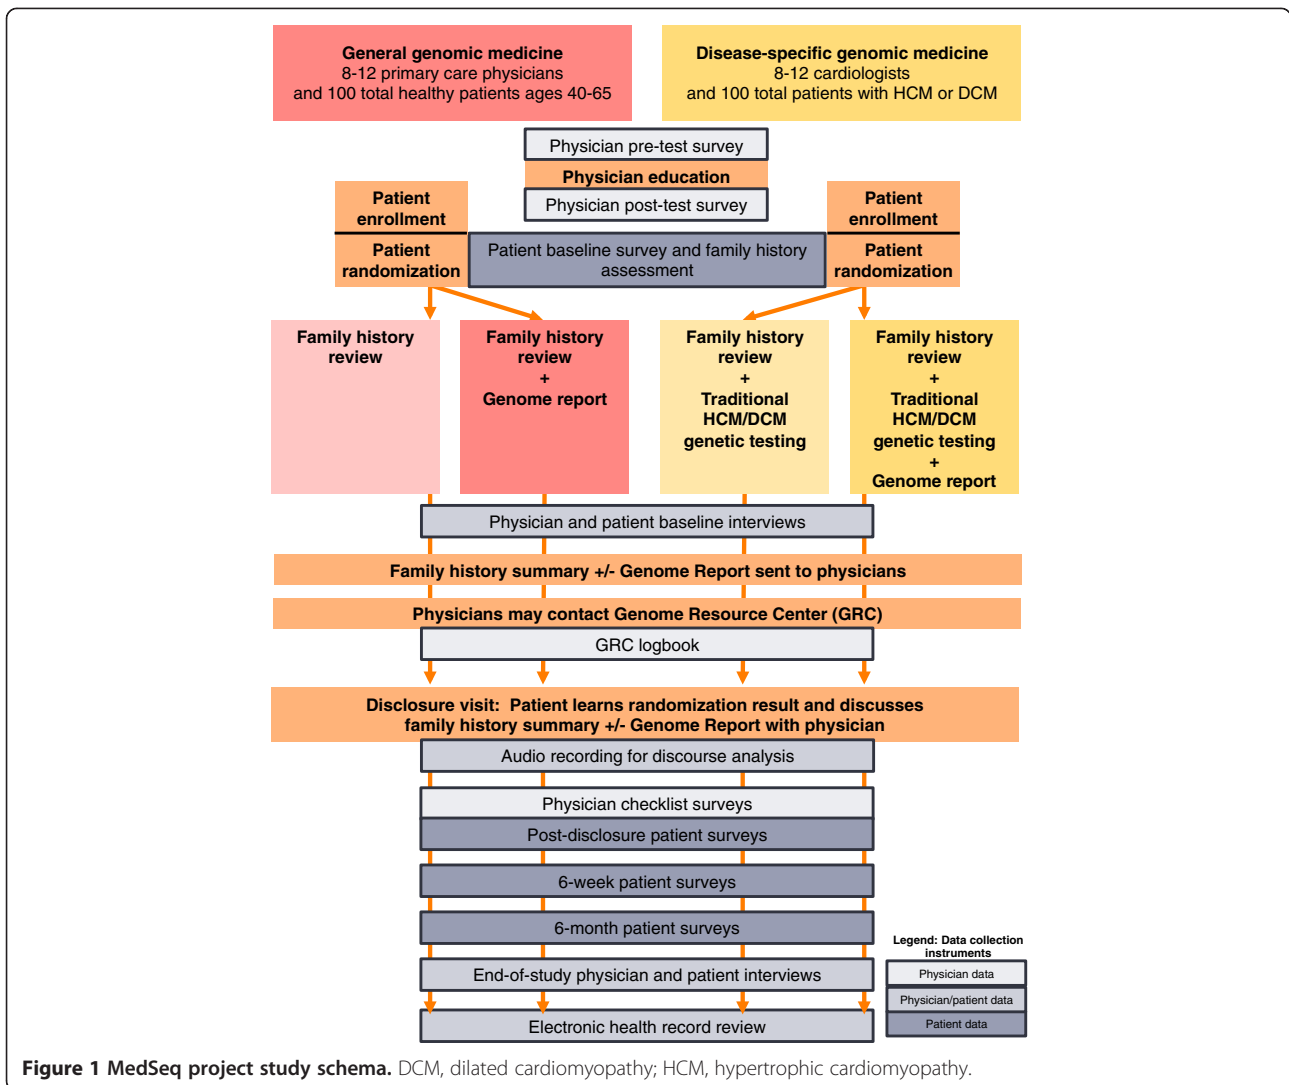 General genomic medicine
8-12 primary care physicians
and 100 total healthy patients ages 40-65
Disease-specific genomic medicine
8-12 cardiologists
and 100 total patients with HCM or DCM
Physician pre-test survey
Physician education
Physician post-test survey
Patient
enrollment
Patient
randomization
Patient baseline survey and family history
assessment
Patient
enrollment
Patient
randomization
Family history
review
Family history
review
+
Genome report
Family history
review
+
Traditional
HCM/DCM
genetic testing
Family history
review
+
Traditional
HCM/DCM
genetic testing
+
Genome report
Physician and patient baseline interviews
Family history summary +/- Genome Report sent to physicians
Physicians may contact Genome Resource Center (GRC)
GRC logbook
Disclosure visit: Patient learns randomization result and discusses
family history summary +/- Genome Report with physician
Audio recording for discourse analysis
Physician checklist surveys
Post-disclosure patient surveys
6-week patient surveys
6-month patient surveys
End-of-study physician and patient interviews
Electronic health record review
Legend: Data collection
instruments
Physician data
Physician/patient data
Patient data
Figure 1 MedSeq project study schema. DCM, dilated cardiomyopathy; HCM, hypertrophic cardiomyopathy.